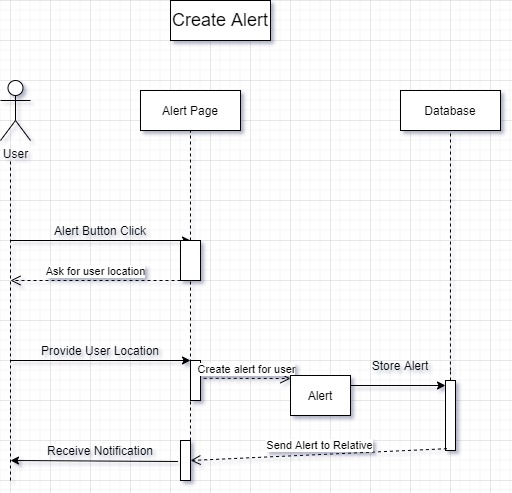 Create Alert
Alert Page
Database
User
Alert Button Click
Ask for user location
Provide User Location
Create alert for user
Store Alert
Alert
Send Alert to Relative
Receive Notification